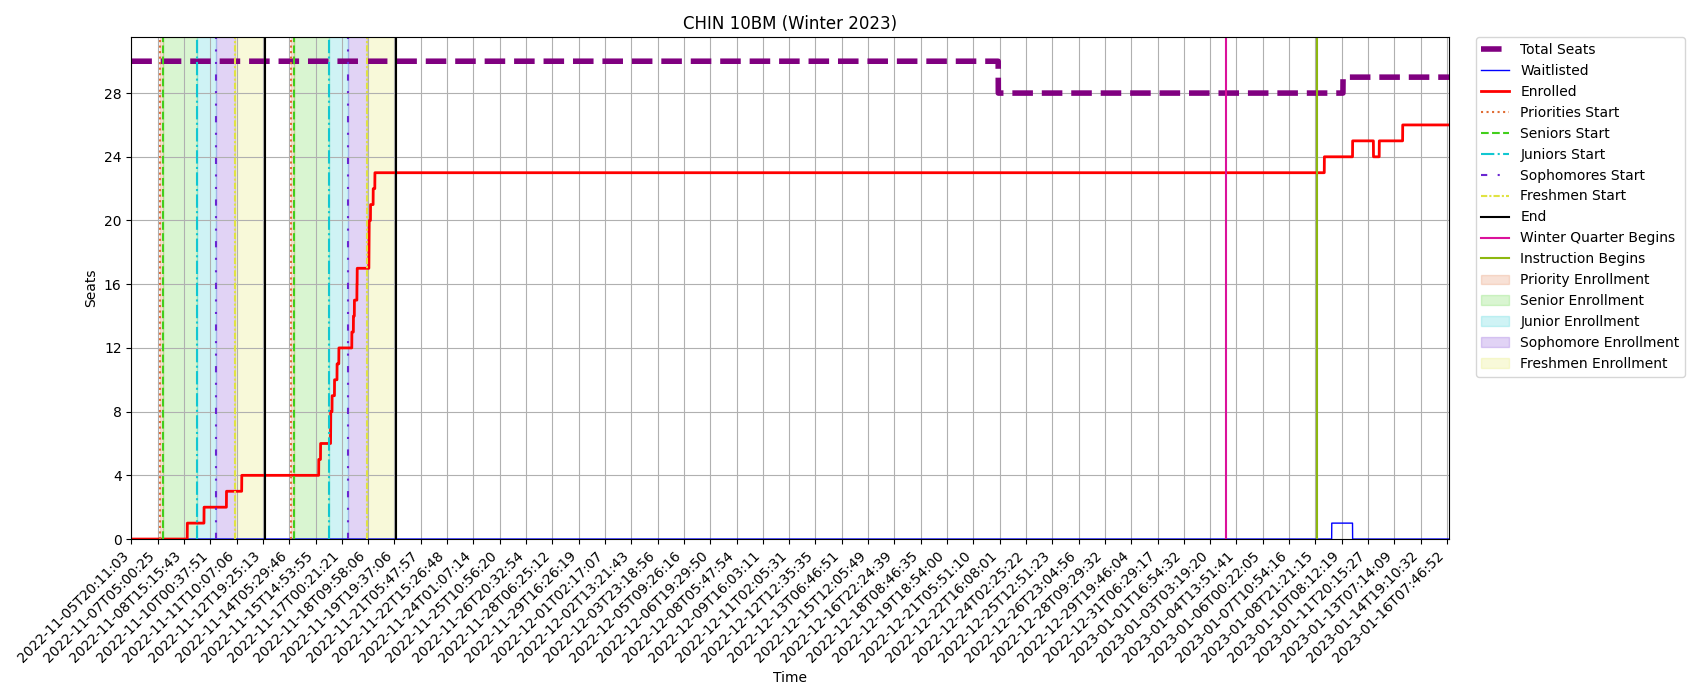 CHIN 10BM (Winter 2023)
Seats
28
24
20
16
12
8
4
0
2022-11-05T20:11:03
2022-11-07T05:00:25
2022-11-08T15:15:43
2022-11-10T00:37:51
2022-11-11T10:07:06
2022-11-12T19:25:13
2022-11-14T05:29:46
2022-11-15T14:53:55
2022-11-17T00:21:21
2022-11-18T09:58:06
2022-11-19T19:37:06
2022-11-21T05:47:57
2022-11-22T15:26:48
2022-11-24T01:07:14
2022-11-25T10:56:20
2022-11-26T20:32:54
2022-11-28T06:25:12
2022-11-29T16:26:19
2022-12-01T02:17:07
2022-12-02T13:21:43
2022-12-03T23:18:56
2022-12-05T09:26:16
2022-12-06T19:29:50
2022-12-08T05:47:54
2022-12-09T16:03:11
2022-12-11T02:05:31
2022-12-12T12:35:35
2022-12-13T06:46:51
2022-12-15T12:05:49
2022-12-16T22:24:39
2022-12-18T08:46:35
2022-12-19T18:54:00
2022-12-21T05:51:10
2022-12-22T16:08:01
2022-12-24T02:25:22
2022-12-25T12:51:23
2022-12-26T23:04:56
2022-12-28T09:29:32
2022-12-29T19:46:04
2022-12-31T06:29:17
2023-01-01T16:54:32
2023-01-03T03:19:20
2023-01-04T13:51:41
2023-01-06T00:22:05
2023-01-07T10:54:16
2023-01-08T21:21:15
2023-01-10T08:12:19
2023-01-11T20:15:27
2023-01-13T07:14:09
2023-01-14T19:10:32
2023-01-16T07:46:52
Time
Total Seats
Waitlisted
Enrolled
Priorities Start
Seniors Start
Juniors Start
Sophomores Start
Freshmen Start
End
Winter Quarter Begins
Instruction Begins
Priority Enrollment
Senior Enrollment
Junior Enrollment
Sophomore Enrollment
Freshmen Enrollment